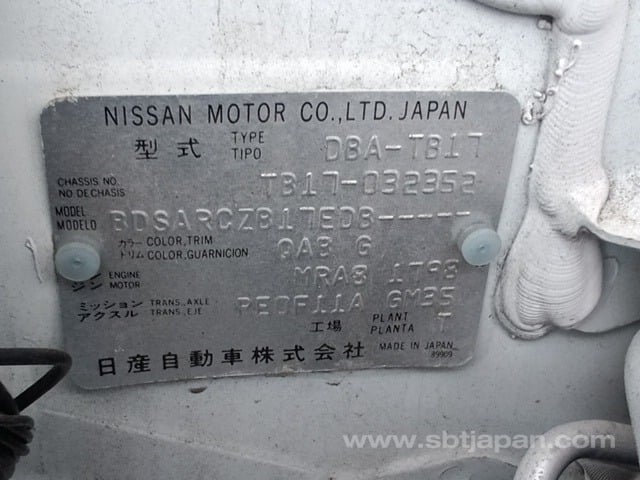 NISSAN MOTOR CO.,LTD. JAPAN
型式 TYPE TIPO DBA-TB17
CHASSIS NO. NO DE CHASIS TB17-032352
MODEL MODELO BDSARCZB17EDB-----
カラー COLOR,TRIM トリム COLOR,GUARNICION QAB G
ジン ENGINE MOTOR MRA8 1798
ミッション TRANS.,AXLE アクスル TRANS.,EJE RE0F11A GM35
工場 PLANT PLANTA T
日産自動車株式会社 MADE IN JAPAN 89909
www.sbtjapan.com